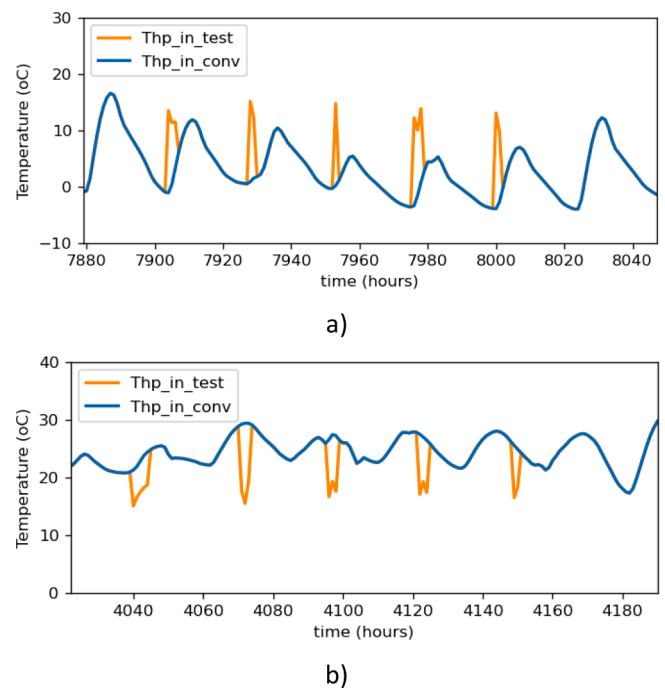 30
Thp_in_test
Thp_in_conv
20
10
0
−10
Temperature (oC)
7880 7900 7920 7940 7960 7980 8000 8020 8040
time (hours)
a)
40
Thp_in_test
Thp_in_conv
30
20
10
0
Temperature (oC)
4040 4060 4080 4100 4120 4140 4160 4180
time (hours)
b)